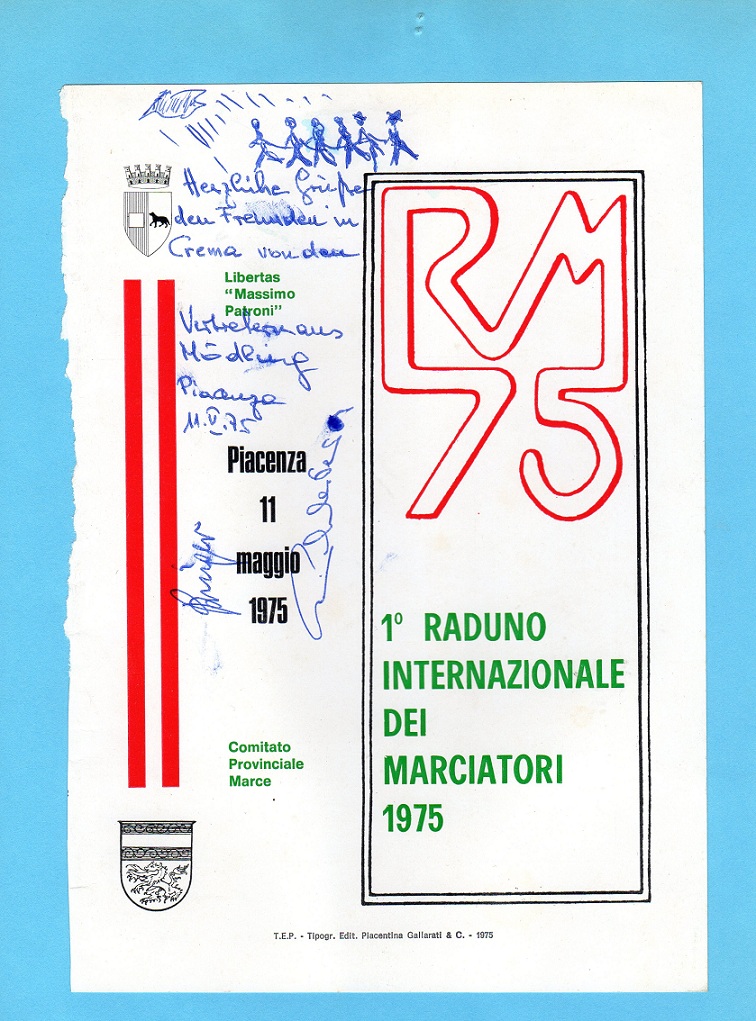 Herzliche Grüße
den Freunden in
Crema von den
Libertas
"Massimo
Patroni"
Vertretern aus
Mödling
Piacenza
11.V.75
Piacenza
11
maggio
1975
Comitato
Provinciale
Marce
RM
75
1° RADUNO
INTERNAZIONALE
DEI
MARCIATORI
1975
T.E.P. - Tipogr. Edit. Piacentina Gallarati & C. - 1975